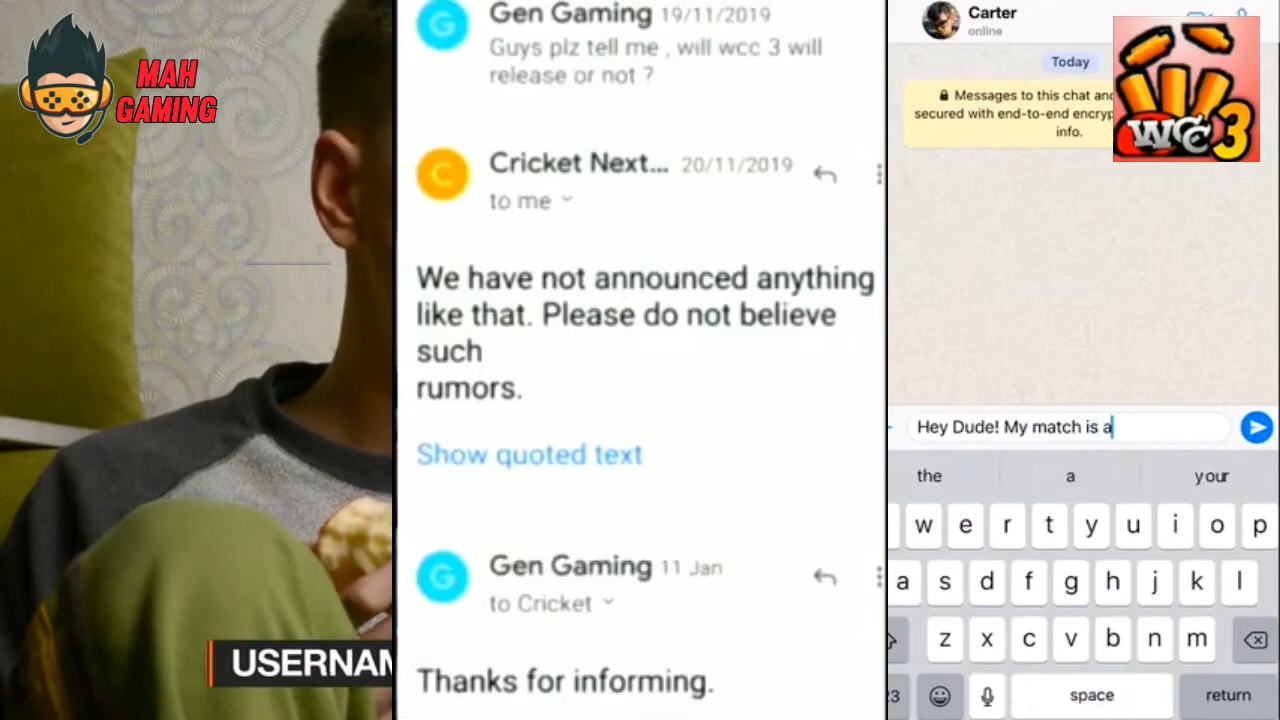 MAH
GAMING
USERNAM
Gen Gaming 19/11/2019
Guys plz tell me , will wcc 3 will
release or not ?
C
Cricket Next... 20/11/2019
to me
We have not announced anything
like that. Please do not believe
such
rumors.
Show quoted text
G
Gen Gaming 11 Jan
to Cricket
Thanks for informing.
Carter
online
Today
Messages to this chat and
secured with end-to-end encryp
info.
WCC3
Hey Dude! My match is a
the a your
w e r t y u i o p
a s d f g h j k l
z x c v b n m
space return